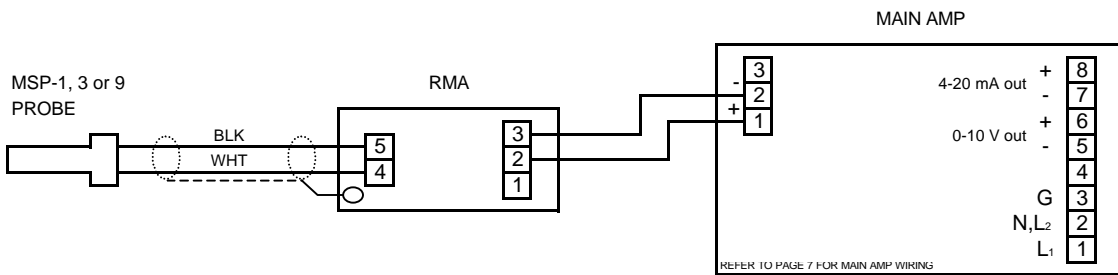 MAIN AMP
MSP-1, 3 or 9
PROBE
RMA
BLK
WHT
5
4
3
2
1
-
+
3
2
1
4-20 mA out
+
-
0-10 V out
+
-
G
N,L₂
L₁
8
7
6
5
4
3
2
1
REFER TO PAGE 7 FOR MAIN AMP WIRING